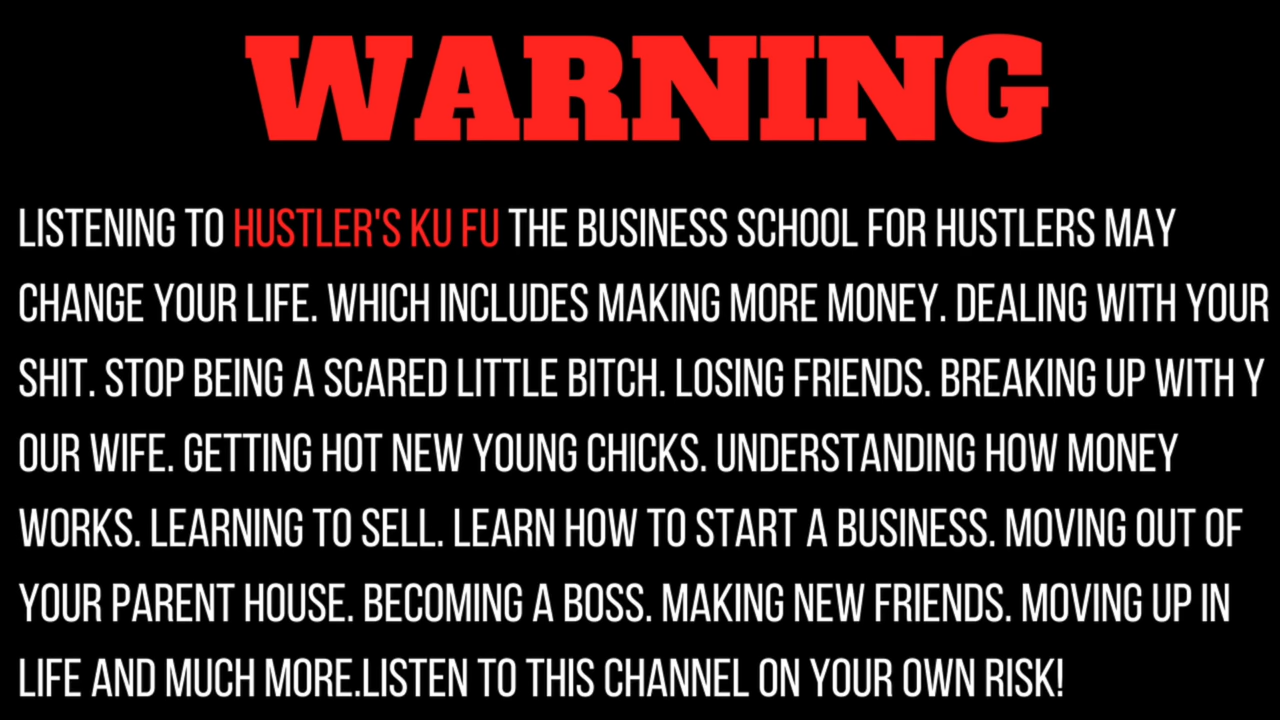 WARNING
LISTENING TO HUSTLER'S KU FU THE BUSINESS SCHOOL FOR HUSTLERS MAY
CHANGE YOUR LIFE. WHICH INCLUDES MAKING MORE MONEY. DEALING WITH YOUR
SHIT. STOP BEING A SCARED LITTLE BITCH. LOSING FRIENDS. BREAKING UP WITH Y
OUR WIFE. GETTING HOT NEW YOUNG CHICKS. UNDERSTANDING HOW MONEY
WORKS. LEARNING TO SELL. LEARN HOW TO START A BUSINESS. MOVING OUT OF
YOUR PARENT HOUSE. BECOMING A BOSS. MAKING NEW FRIENDS. MOVING UP IN
LIFE AND MUCH MORE.LISTEN TO THIS CHANNEL ON YOUR OWN RISK!